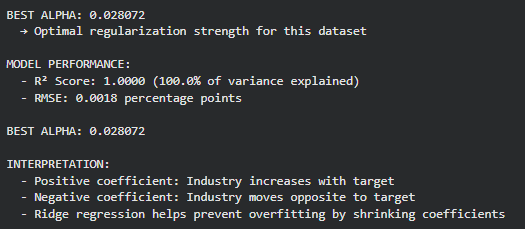 BEST ALPHA: 0.028072
→ Optimal regularization strength for this dataset
MODEL PERFORMANCE:
- R² Score: 1.0000 (100.0% of variance explained)
- RMSE: 0.0018 percentage points
BEST ALPHA: 0.028072
INTERPRETATION:
- Positive coefficient: Industry increases with target
- Negative coefficient: Industry moves opposite to target
- Ridge regression helps prevent overfitting by shrinking coefficients